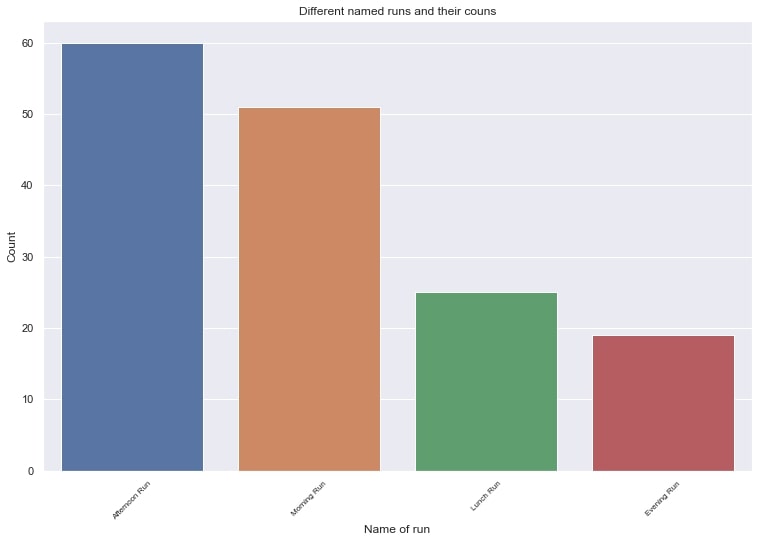 Different named runs and their couns
60
50
40
30
20
10
0
Count
Afternoon Run
Morning Run
Lunch Run
Evening Run
Name of run